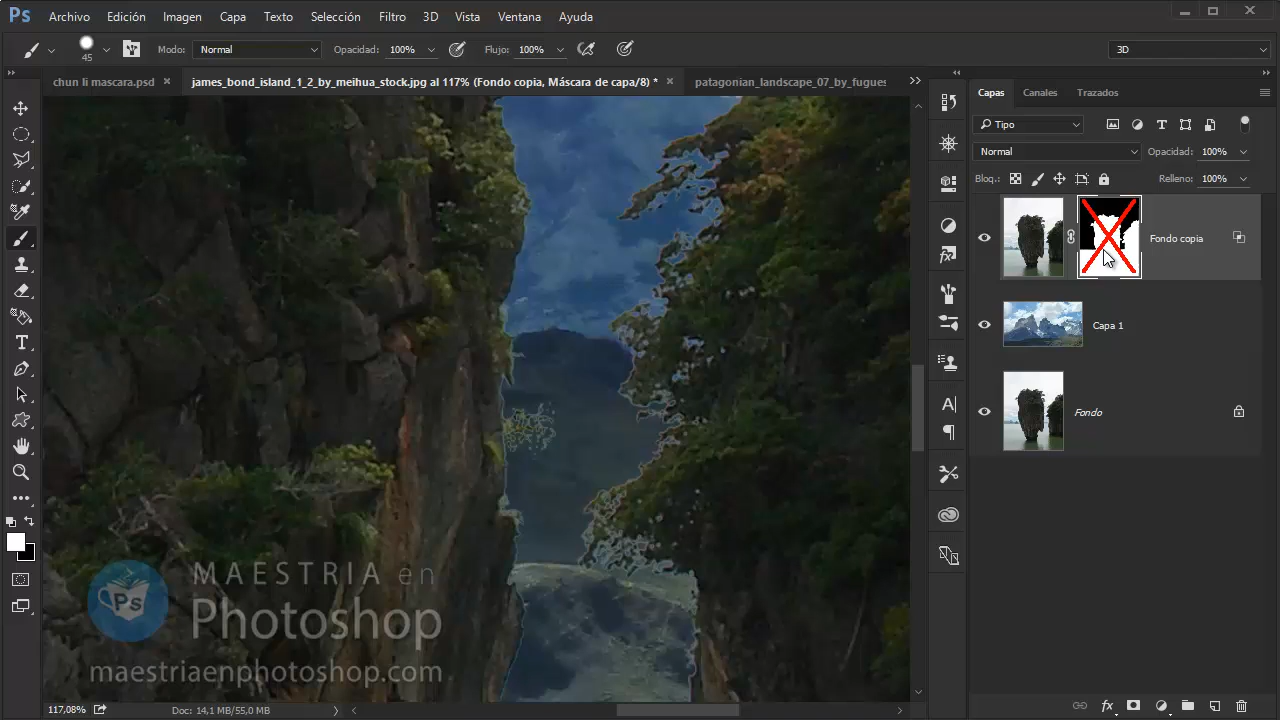 Ps Archivo Edición Imagen Capa Texto Selección Filtro 3D Vista Ventana Ayuda
45 Modo: Normal Opacidad: 100% Flujo: 100% 3D
chun li mascara.psd × james_bond_island_1_2_by_meihua_stock.jpg al 117% (Fondo copia, Máscara de capa/8) * × patagonian_landscape_07_by_fugues
Capas Canales Trazados
Tipo
Normal Opacidad: 100%
Bloq.: Relleno: 100%
Fondo copia
Capa 1
Fondo
MAESTRIA en
Ps Photoshop
maestriaenphotoshop.com
117,08% Doc: 14,1 MB/55,0 MB